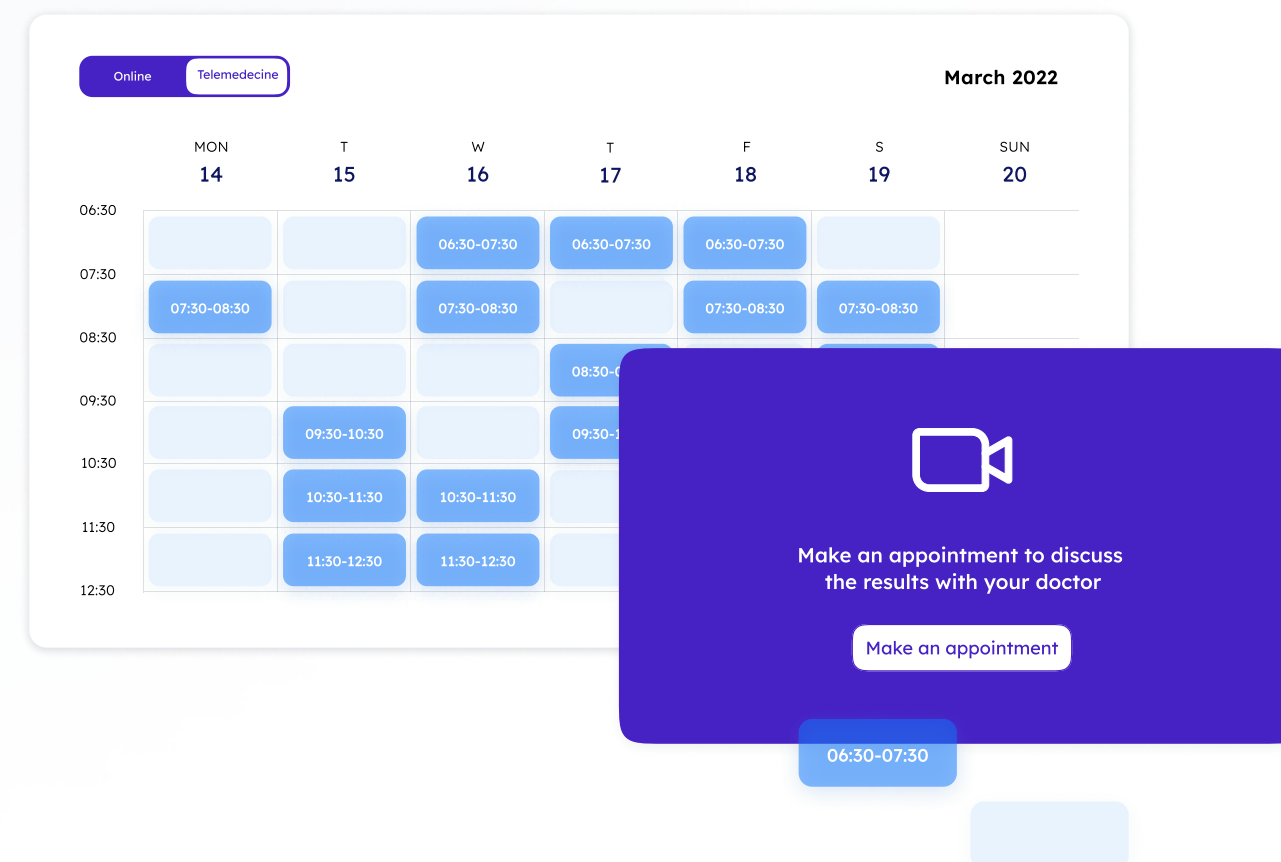 Online Telemedecine
March 2022
MON T W T F S SUN
14 15 16 17 18 19 20
06:30
06:30-07:30 06:30-07:30 06:30-07:30
07:30
07:30-08:30 07:30-08:30 07:30-08:30 07:30-08:30
08:30
08:30-
09:30
09:30-10:30 09:30-
10:30
10:30-11:30 10:30-11:30
11:30
11:30-12:30 11:30-12:30
12:30
Make an appointment to discuss
the results with your doctor
Make an appointment
06:30-07:30